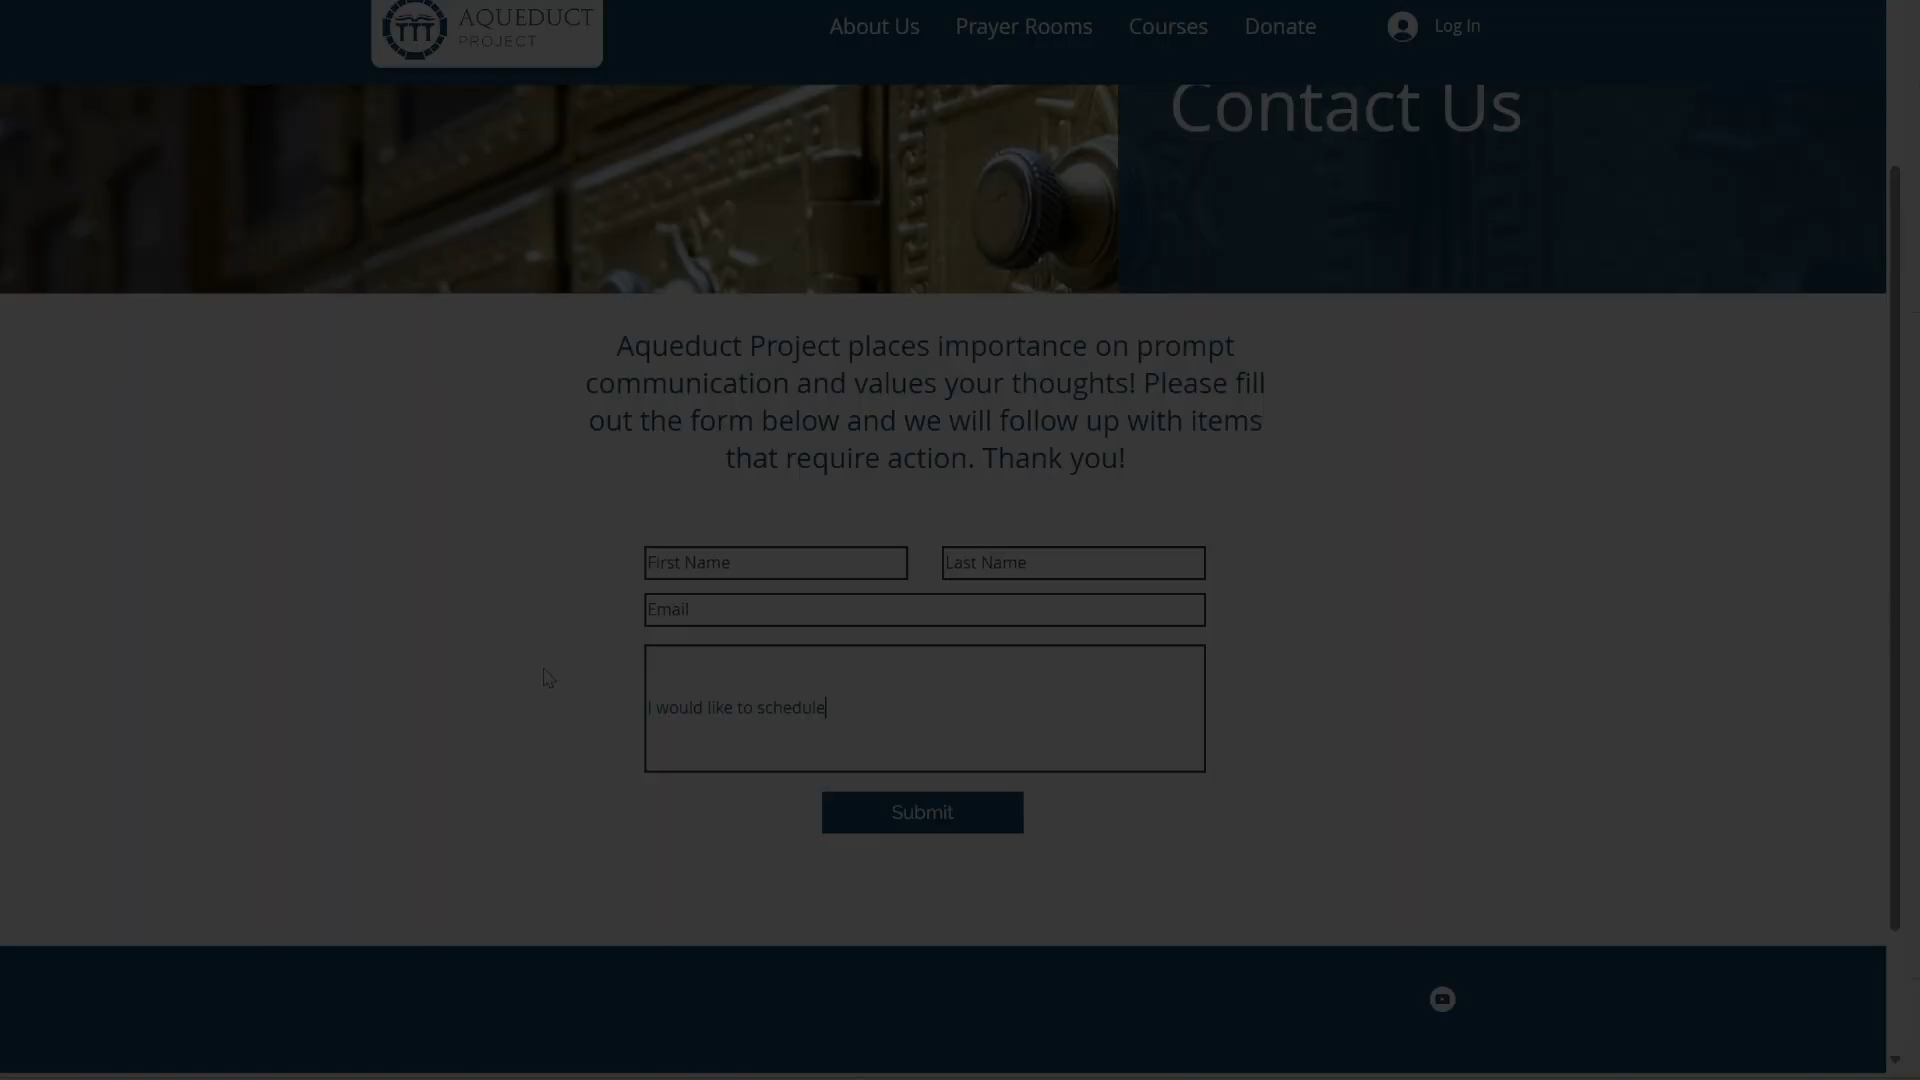 AQUEDUCT
PROJECT
About Us
Prayer Rooms
Courses
Donate
Log In
Contact Us
Aqueduct Project places importance on prompt
communication and values your thoughts! Please fill
out the form below and we will follow up with items
that require action. Thank you!
First Name
Last Name
Email
I would like to schedule
Submit